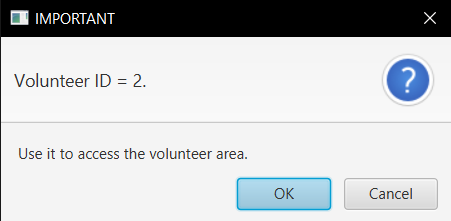 IMPORTANT
Volunteer ID = 2.
?
Use it to access the volunteer area.
OK Cancel